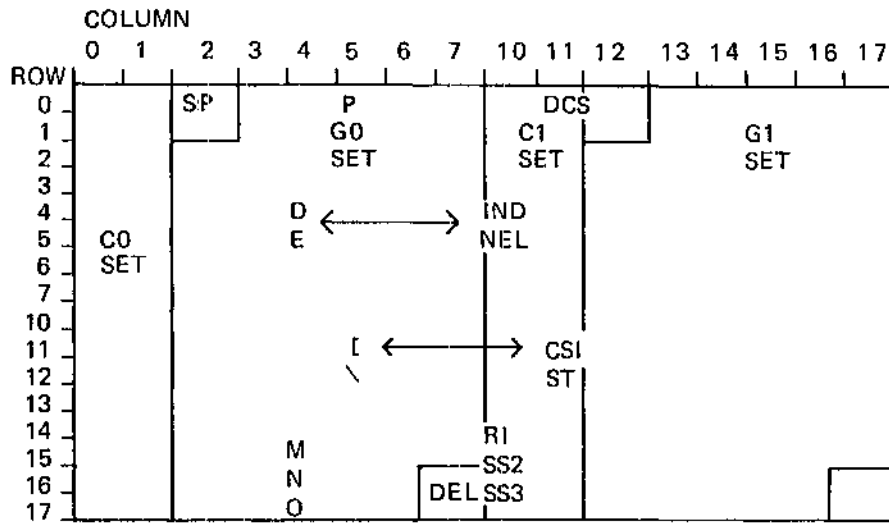 COLUMN
0 1 2 3 4 5 6 7 10 11 12 13 14 15 16 17
ROW
0 SP P DCS
1 G0 C1 G1
2 SET SET SET
3
4 D IND
5 C0 E NEL
6 SET
7
10
11 [ CSI
12 \ ST
13
14 RI
15 M SS2
16 N DEL SS3
17 O